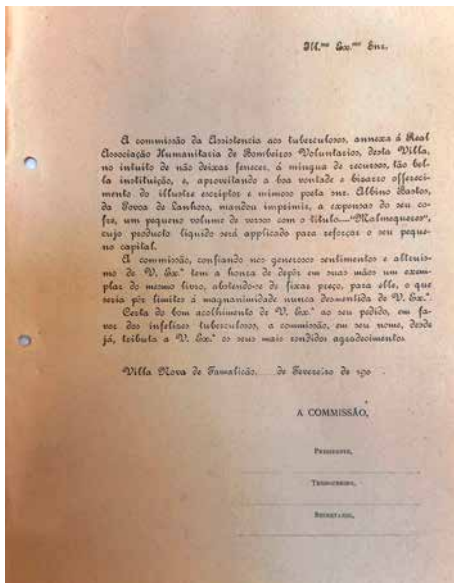 Ill.mo Ex.mo Snr.
A commissão da Assistencia aos tuberculosos, annexa á Real
Associação Humanitaria de Bombeiros Voluntarios, desta Villa,
no intuito de não deixar fenecer, á mingua de recursos, tão bel-
la instituição, e, aproveitando a boa vontade e bizarro offereci-
mento do illustre escriptor e mimoso poeta snr. Albino Bastos,
da Povoa de Lanhoso, mandou imprimir, a expensas do seu co-
fre, um pequeno volume de versos com o titulo—"Malmequeres",
cujo producto liquido será applicado para reforçar o seu peque-
no capital.
A commissão, confiando nos generosos sentimentos e altruis-
mo de V. Ex.ª tem a honra de depôr em suas mãos um exem-
plar do mesmo livro, abstendo-se de fixar preço, para elle, o que
seria pôr limites á magnanimidade nunca desmentida de V. Ex.ª.
Certa do bom acolhimento de V. Ex.ª ao seu pedido, em fa-
vor dos infelizes tuberculosos, a commissão, em seu nome, desde
já, tributa a V. Ex.ª os seus mais rendidos agradecimentos.
Villa Nova de Famalicão, de Fevereiro de 190
A COMMISSÃO,
PRESIDENTE,
THESOUREIRO,
SECRETARIO,